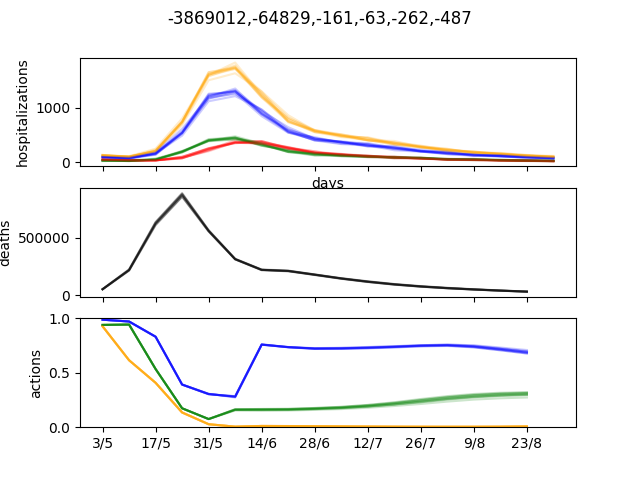 -3869012,-64829,-161,-63,-262,-487
hospitalizations
1000
0
days
deaths
500000
0
actions
1.0
0.5
0.0
3/5 17/5 31/5 14/6 28/6 12/7 26/7 9/8 23/8